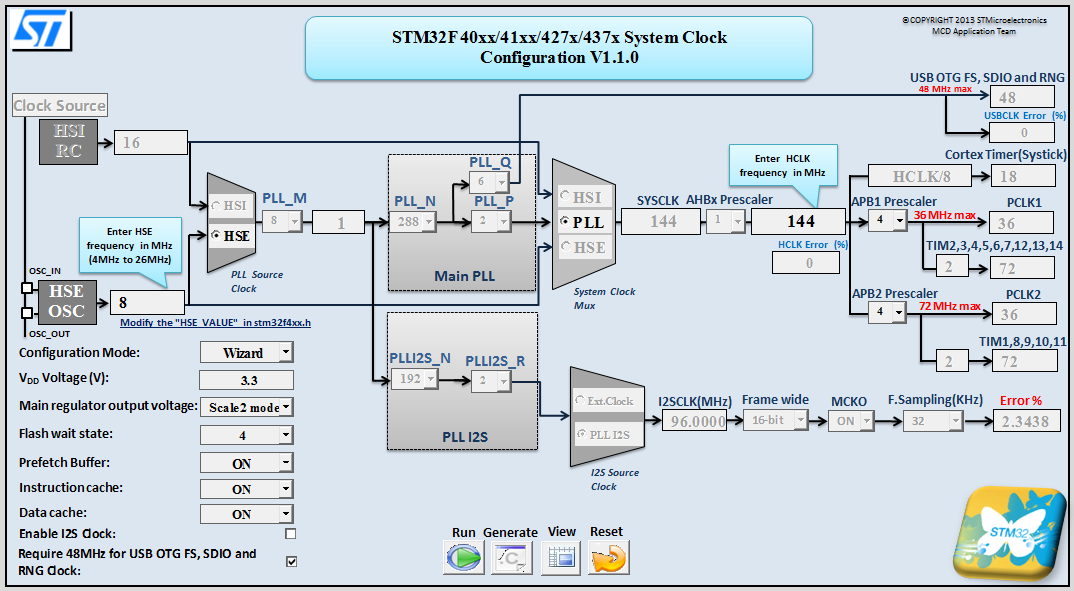 ST
STM32F40xx/41xx/427x/437x System Clock
Configuration V1.1.0
©COPYRIGHT 2013 STMicroelectronics
MCD Application Team
USB OTG FS, SDIO and RNG
48 MHz max
48
USBCLK Error (%)
0
Clock Source
HSI
RC
16
HSI
HSE
PLL Source
Clock
PLL_M
8
1
PLL_N
288
PLL_Q
6
PLL_P
2
Main PLL
HSI
PLL
HSE
System Clock
Mux
SYSCLK
144
AHBx Prescaler
1
Enter HCLK
frequency in MHz
144
HCLK Error (%)
0
Cortex Timer(Systick)
HCLK/8
18
APB1 Prescaler
4
36 MHz max
PCLK1
36
TIM2,3,4,5,6,7,12,13,14
2
72
APB2 Prescaler
4
72 MHz max
PCLK2
36
TIM1,8,9,10,11
2
72
Enter HSE
frequency in MHz
(4MHz to 26MHz)
OSC_IN
HSE
OSC
OSC_OUT
8
Modify the "HSE_VALUE" in stm32f4xx.h
PLLI2S_N
192
PLLI2S_R
2
PLL I2S
Ext.Clock
PLL I2S
I2S Source
Clock
I2SCLK(MHz)
96.0000
Frame wide
16-bit
MCKO
ON
F.Sampling(KHz)
32
Error %
2.3438
Configuration Mode:
Wizard
VDD Voltage (V):
3.3
Main regulator output voltage:
Scale2 mode
Flash wait state:
4
Prefetch Buffer:
ON
Instruction cache:
ON
Data cache:
ON
Enable I2S Clock:
Require 48MHz for USB OTG FS, SDIO and
RNG Clock:
Run
Generate
View
Reset
STM32